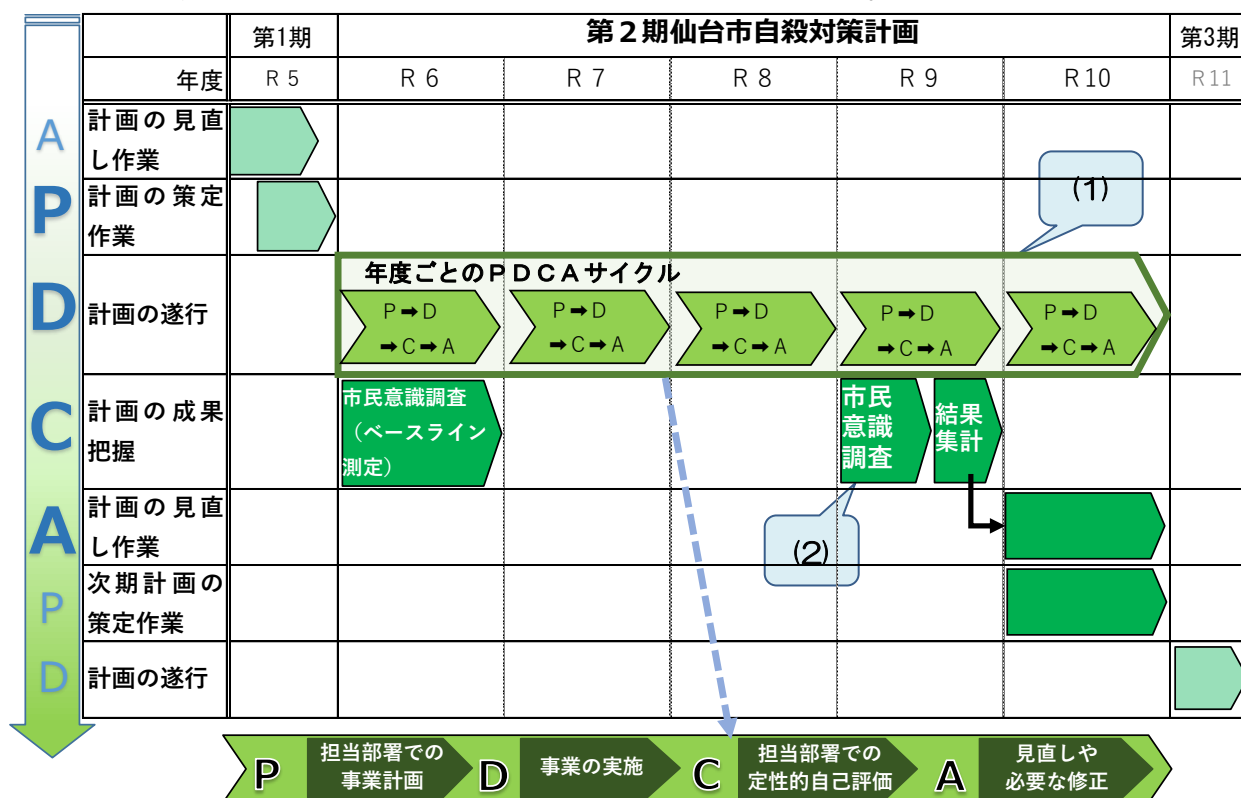 第1期
第２期仙台市自殺対策計画
第3期
年度
R 5
R 6
R 7
R 8
R 9
R 10
R 11
A
P
D
C
A
P
D
計画の見直
し作業
計画の策定
作業
(1)
計画の遂行
年度ごとのＰＤＣＡサイクル
P➡D
➡C➡A
P➡D
➡C➡A
P➡D
➡C➡A
P➡D
➡C➡A
P➡D
➡C➡A
計画の成果
把握
市民意識調査
（ベースライン
測定）
市民
意識
調査
結果
集計
計画の見直
し作業
(2)
次期計画の
策定作業
計画の遂行
P
担当部署での
事業計画
D
事業の実施
C
担当部署での
定性的自己評価
A
見直しや
必要な修正